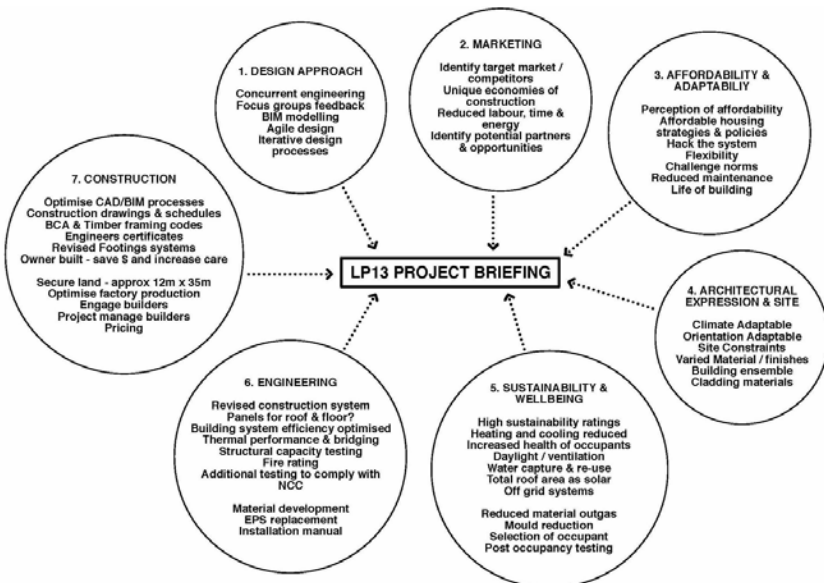 1. DESIGN APPROACH
Concurrent engineering
Focus groups feedback
BIM modelling
Agile design
Iterative design
processes
2. MARKETING
Identify target market /
competitors
Unique economies of
construction
Reduced labour, time &
energy
Identify potential partners
& opportunities
3. AFFORDABILITY &
ADAPTABILIY
Perception of affordability
Affordable housing
strategies & policies
Hack the system
Flexibility
Challenge norms
Reduced maintenance
Life of building
LP13 PROJECT BRIEFING
4. ARCHITECTURAL
EXPRESSION & SITE
Climate Adaptable
Orientation Adaptable
Site Constraints
Varied Material / finishes
Building ensemble
Cladding materials
5. SUSTAINABILITY &
WELLBEING
High sustainability ratings
Heating and cooling reduced
Increased health of occupants
Daylight / ventilation
Water capture & re-use
Total roof area as solar
Off grid systems
Reduced material outgas
Mould reduction
Selection of occupant
Post occupancy testing
6. ENGINEERING
Revised construction system
Panels for roof & floor?
Building system efficiency optimised
Thermal performance & bridging
Structural capacity testing
Fire rating
Additional testing to comply with
NCC
Material development
EPS replacement
Installation manual
7. CONSTRUCTION
Optimise CAD/BIM processes
Construction drawings & schedules
BCA & Timber framing codes
Engineers certificates
Revised Footings systems
Owner built - save $ and increase care
Secure land - approx 12m x 35m
Optimise factory production
Engage builders
Project manage builders
Pricing